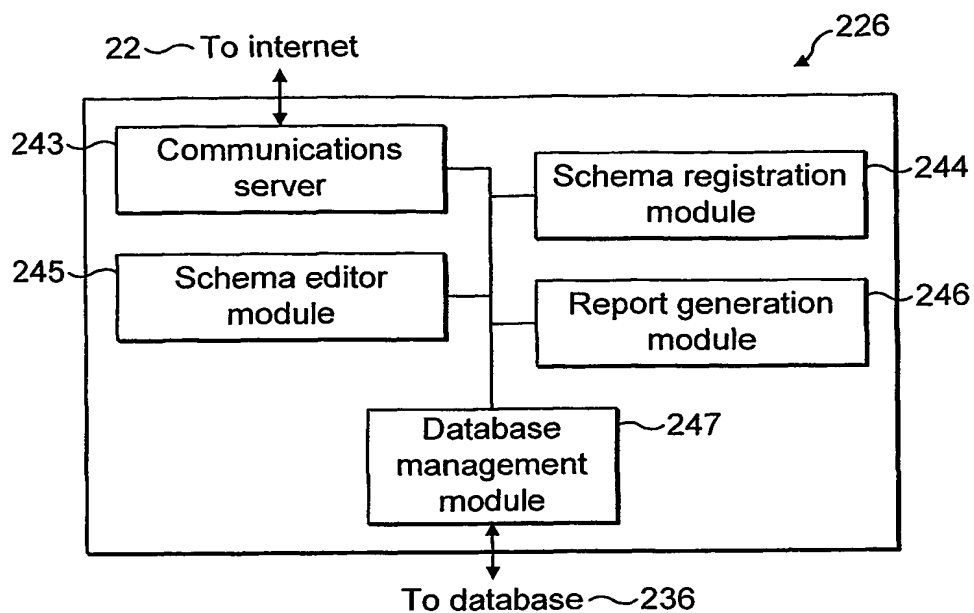 22 To internet
226
243
Communications
server
Schema registration
module
244
245
Schema editor
module
Report generation
module
246
Database
management
module
247
To database 236